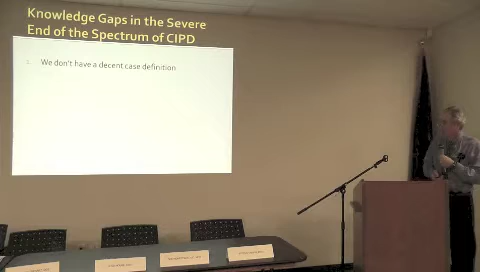 Knowledge Gaps in the Severe
End of the Spectrum of CIPD
1. We don't have a decent case definition